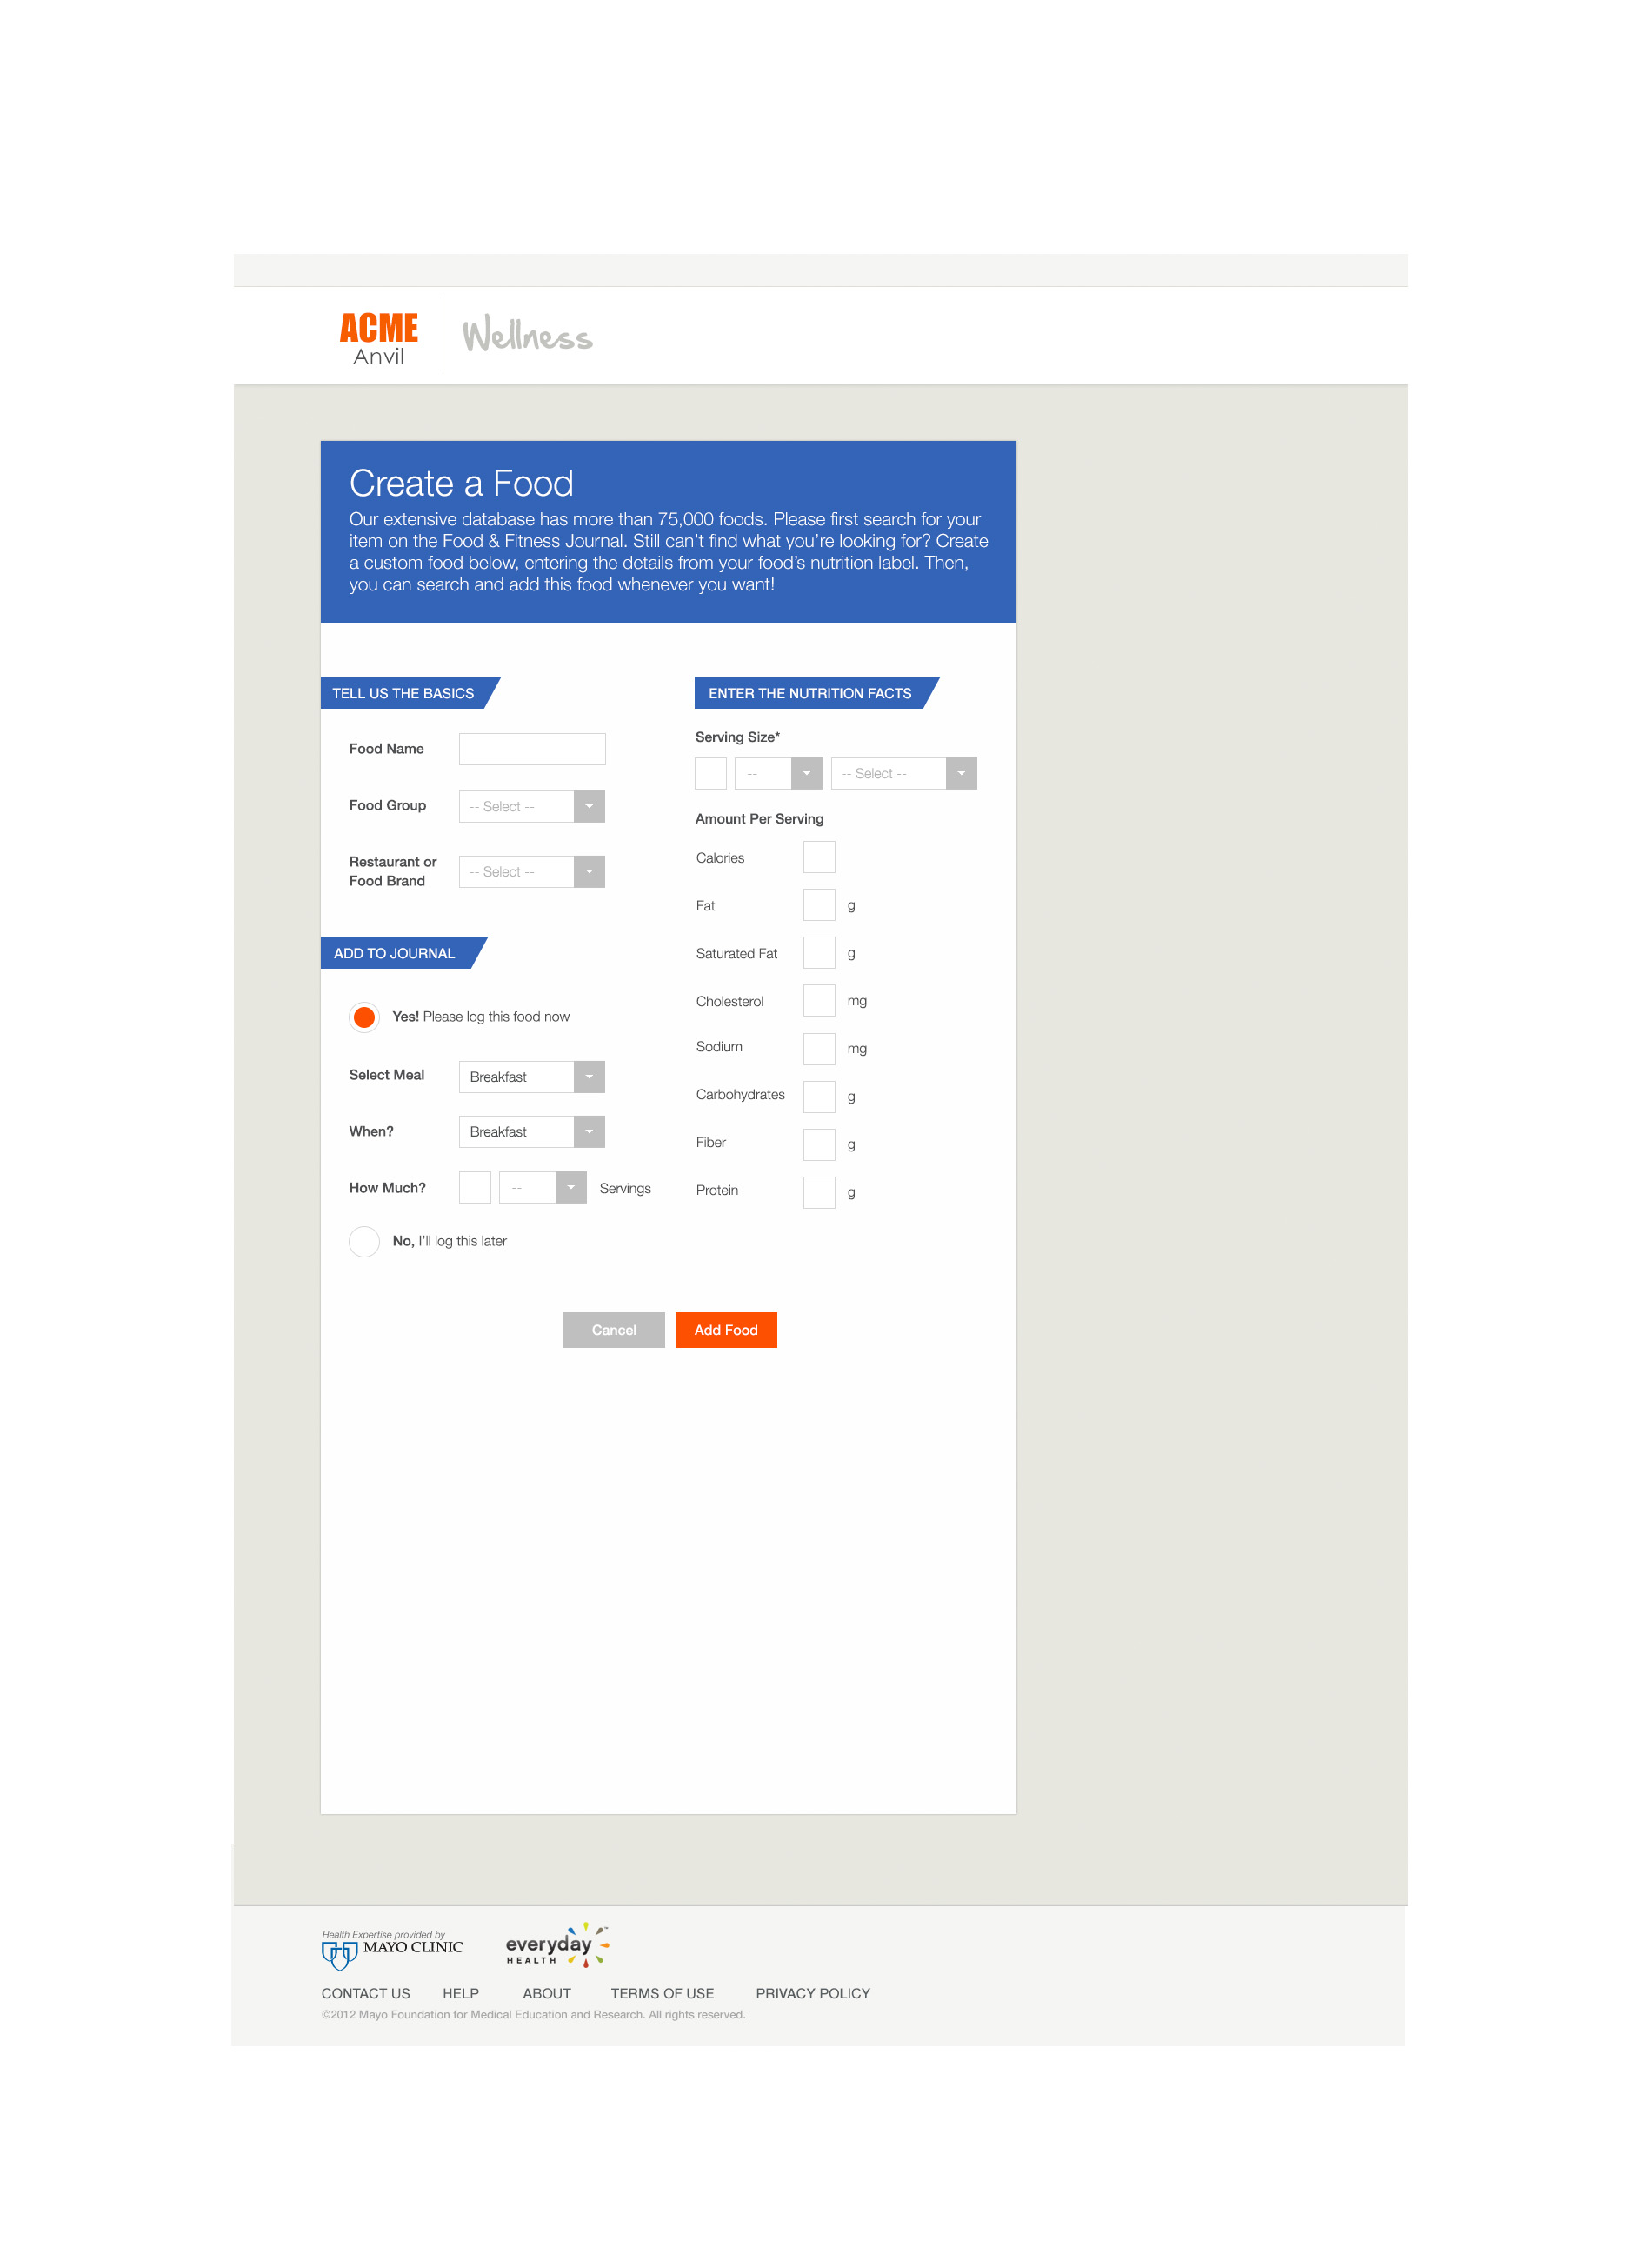 ACME
Anvil
Wellness
Create a Food
Our extensive database has more than 75,000 foods. Please first search for your
item on the Food & Fitness Journal. Still can’t find what you’re looking for? Create
a custom food below, entering the details from your food’s nutrition label. Then,
you can search and add this food whenever you want!
TELL US THE BASICS
Food Name
Food Group
-- Select --
Restaurant or
Food Brand
-- Select --
ADD TO JOURNAL
Yes! Please log this food now
Select Meal
Breakfast
When?
Breakfast
How Much?
--
Servings
No, I'll log this later
ENTER THE NUTRITION FACTS
Serving Size*
--
-- Select --
Amount Per Serving
Calories
Fat g
Saturated Fat g
Cholesterol mg
Sodium mg
Carbohydrates g
Fiber g
Protein g
Cancel
Add Food
Health Expertise provided by
MAYO CLINIC
everyday
HEALTH
CONTACT US HELP ABOUT TERMS OF USE PRIVACY POLICY
©2012 Mayo Foundation for Medical Education and Research. All rights reserved.